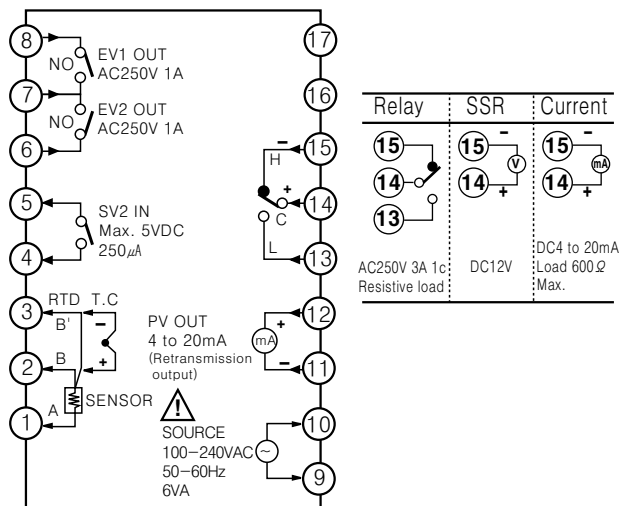 8
NO
EV1 OUT
AC250V 1A
7
NO
EV2 OUT
AC250V 1A
6
5
SV2 IN
Max. 5VDC
250μA
4
3
RTD T.C
B'
−
+
2
B
1
A
SENSOR
17
16
15
−
H
14
+
C
13
L
PV OUT
4 to 20mA
(Retransmission
output)
12
+
mA
11
−
!
SOURCE
100−240VAC
50−60Hz
6VA
10
~
9
Relay
15
14
13
AC250V 3A 1c
Resistive load
SSR
15
−
V
14
+
DC12V
Current
15
−
mA
14
+
DC4 to 20mA
Load 600Ω
Max.